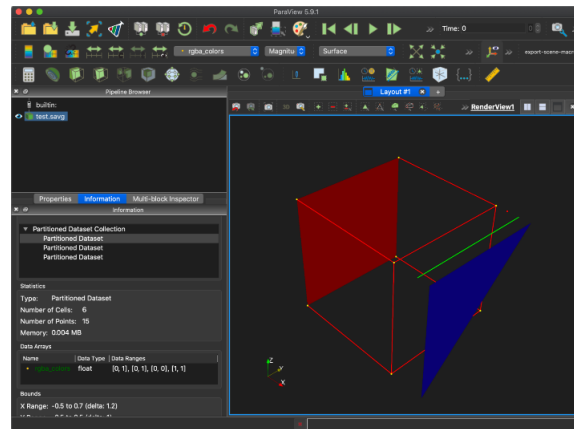 ParaView 5.9.1
Time: 0
rgba_colors
Magnitu
Surface
export-scene-macro
Pipeline Browser
builtin:
test.savg
Layout #1
RenderView1
Properties
Information
Multi-block Inspector
Information
Partitioned Dataset Collection
Partitioned Dataset
Partitioned Dataset
Partitioned Dataset
Statistics
Type: Partitioned Dataset
Number of Cells: 6
Number of Points: 15
Memory: 0.004 MB
Data Arrays
Name Data Type Data Ranges
rgba_colors float [0, 1], [0, 1], [0, 0], [1, 1]
Bounds
X Range: -0.5 to 0.7 (delta: 1.2)
Z
Y
X